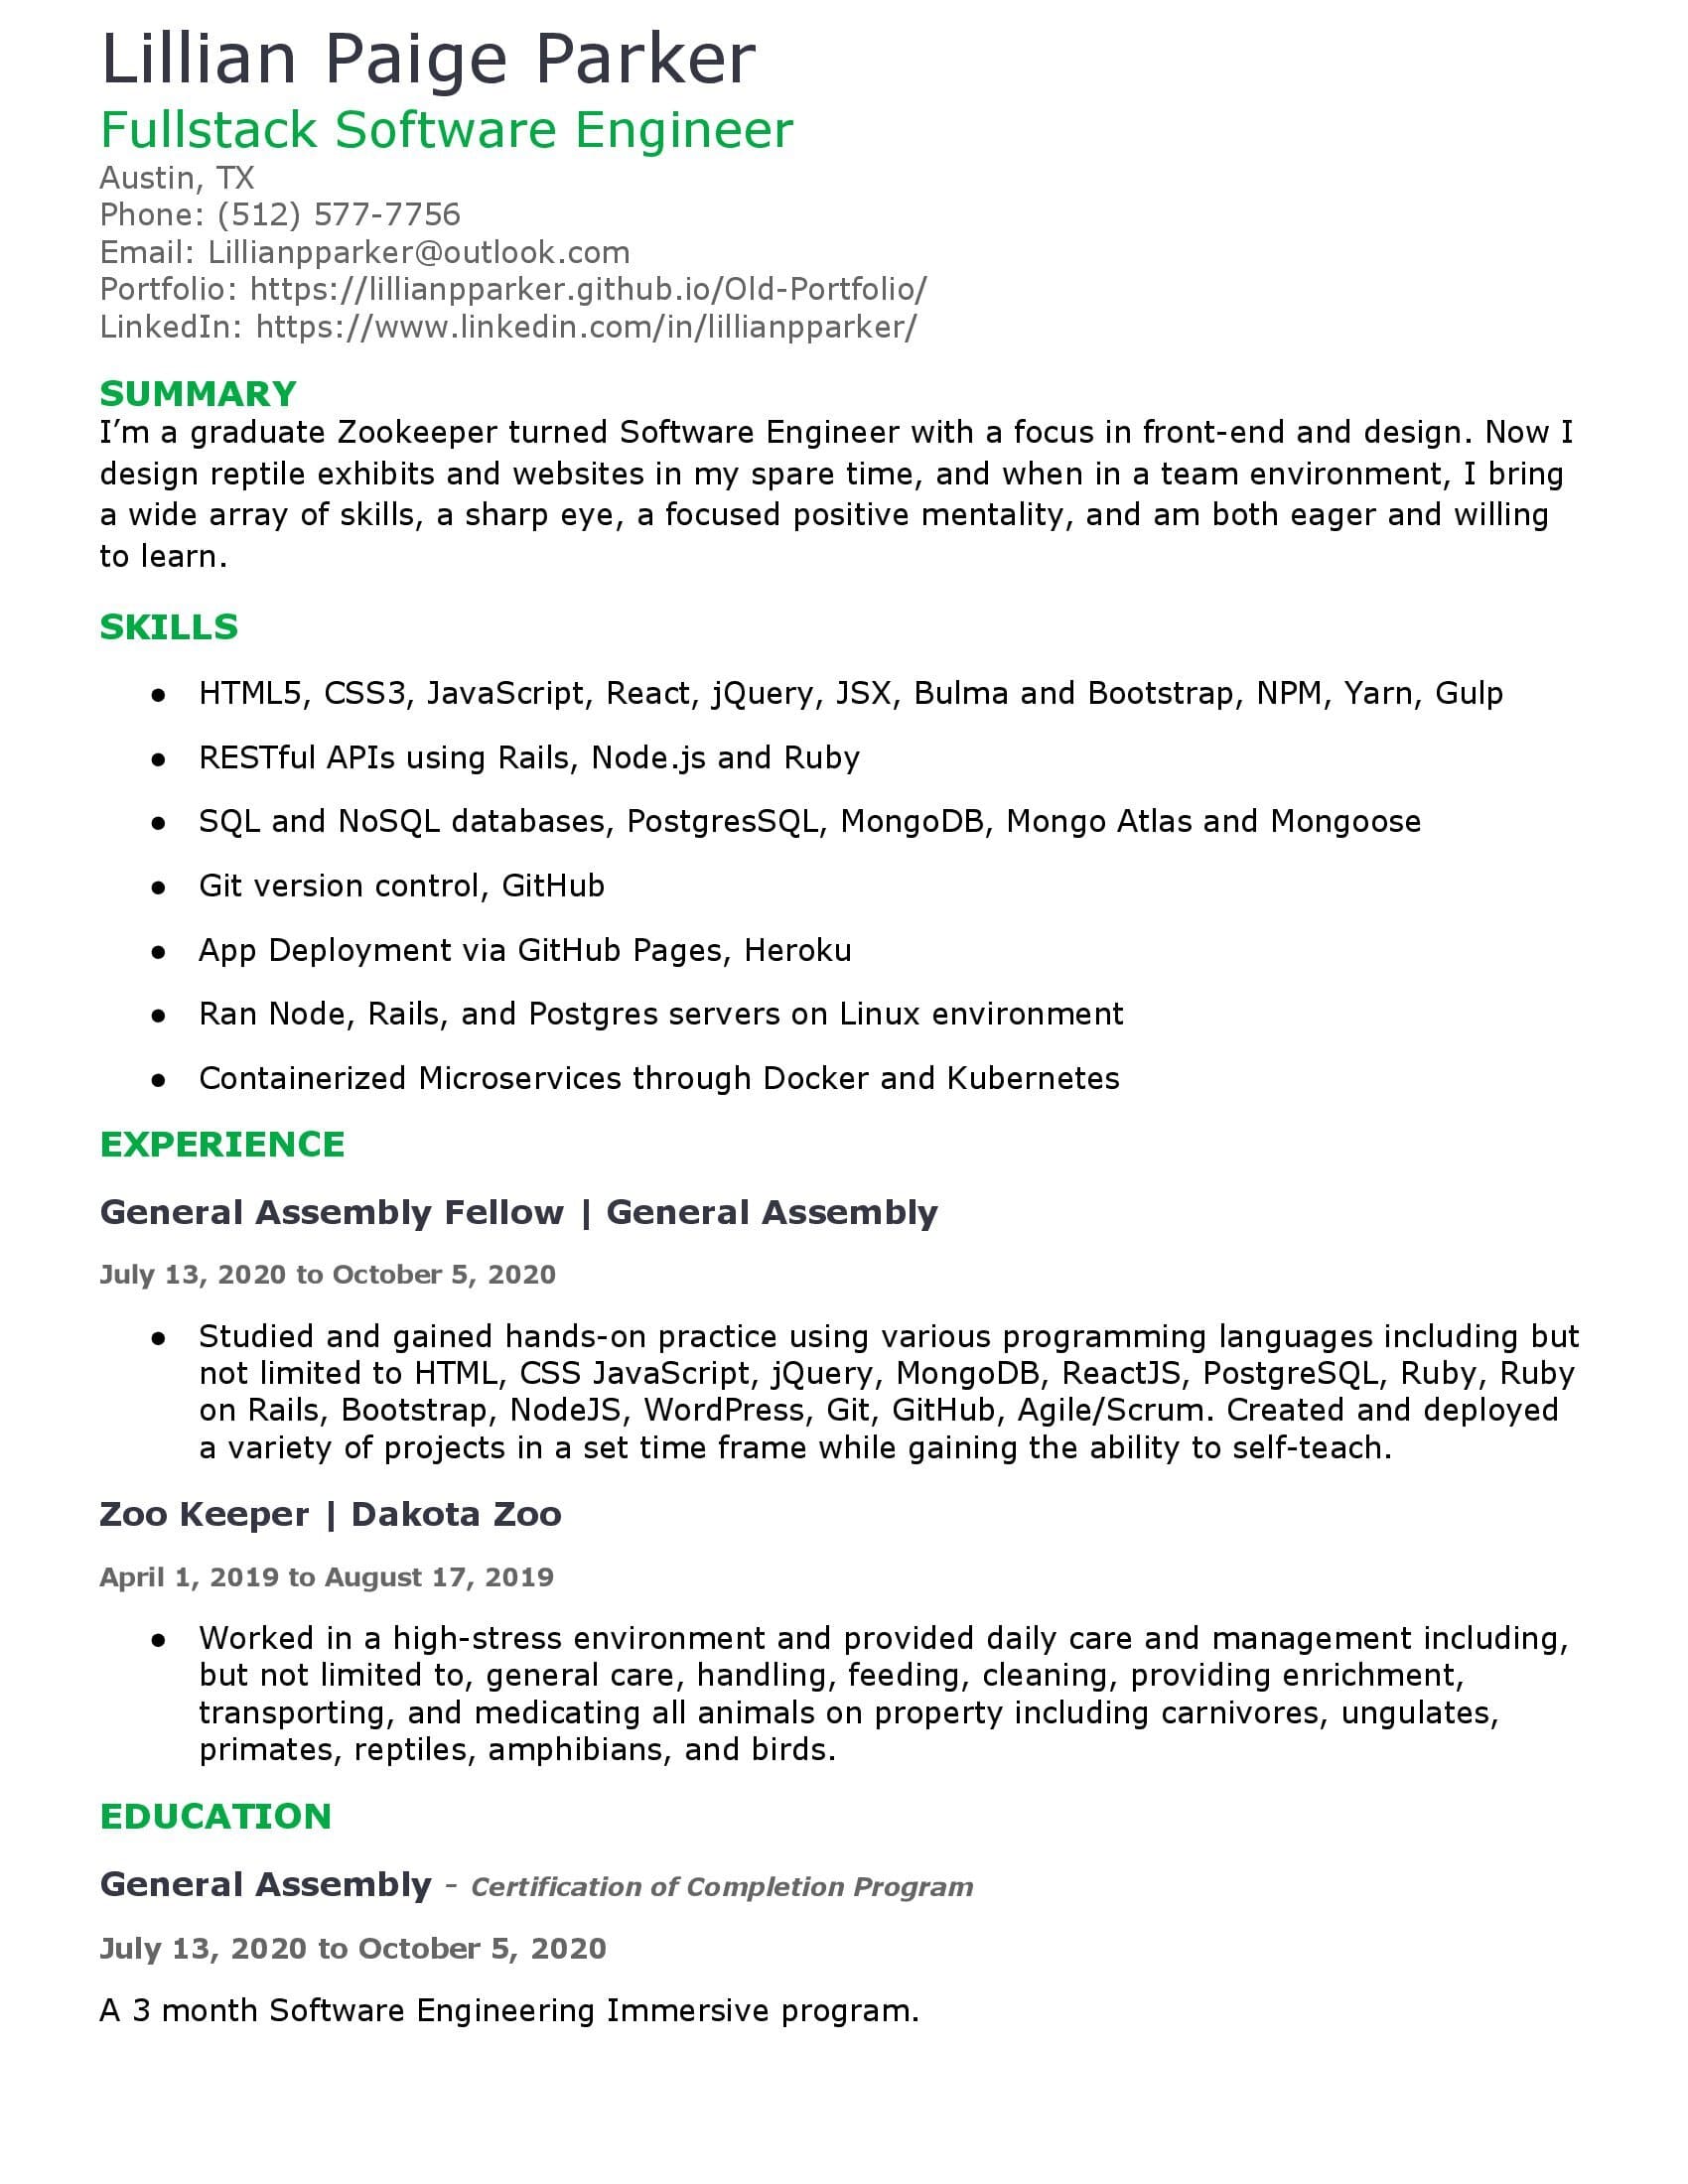 Lillian Paige Parker
Fullstack Software Engineer
Austin, TX
Phone: (512) 577-7756
Email: Lillianpparker@outlook.com
Portfolio: https://lillianpparker.github.io/Old-Portfolio/
LinkedIn: https://www.linkedin.com/in/lillianpparker/
SUMMARY
I’m a graduate Zookeeper turned Software Engineer with a focus in front-end and design. Now I
design reptile exhibits and websites in my spare time, and when in a team environment, I bring
a wide array of skills, a sharp eye, a focused positive mentality, and am both eager and willing
to learn.
SKILLS
● HTML5, CSS3, JavaScript, React, jQuery, JSX, Bulma and Bootstrap, NPM, Yarn, Gulp
● RESTful APIs using Rails, Node.js and Ruby
● SQL and NoSQL databases, PostgresSQL, MongoDB, Mongo Atlas and Mongoose
● Git version control, GitHub
● App Deployment via GitHub Pages, Heroku
● Ran Node, Rails, and Postgres servers on Linux environment
● Containerized Microservices through Docker and Kubernetes
EXPERIENCE
General Assembly Fellow | General Assembly
July 13, 2020 to October 5, 2020
● Studied and gained hands-on practice using various programming languages including but
not limited to HTML, CSS JavaScript, jQuery, MongoDB, ReactJS, PostgreSQL, Ruby, Ruby
on Rails, Bootstrap, NodeJS, WordPress, Git, GitHub, Agile/Scrum. Created and deployed
a variety of projects in a set time frame while gaining the ability to self-teach.
Zoo Keeper | Dakota Zoo
April 1, 2019 to August 17, 2019
● Worked in a high-stress environment and provided daily care and management including,
but not limited to, general care, handling, feeding, cleaning, providing enrichment,
transporting, and medicating all animals on property including carnivores, ungulates,
primates, reptiles, amphibians, and birds.
EDUCATION
General Assembly - Certification of Completion Program
July 13, 2020 to October 5, 2020
A 3 month Software Engineering Immersive program.